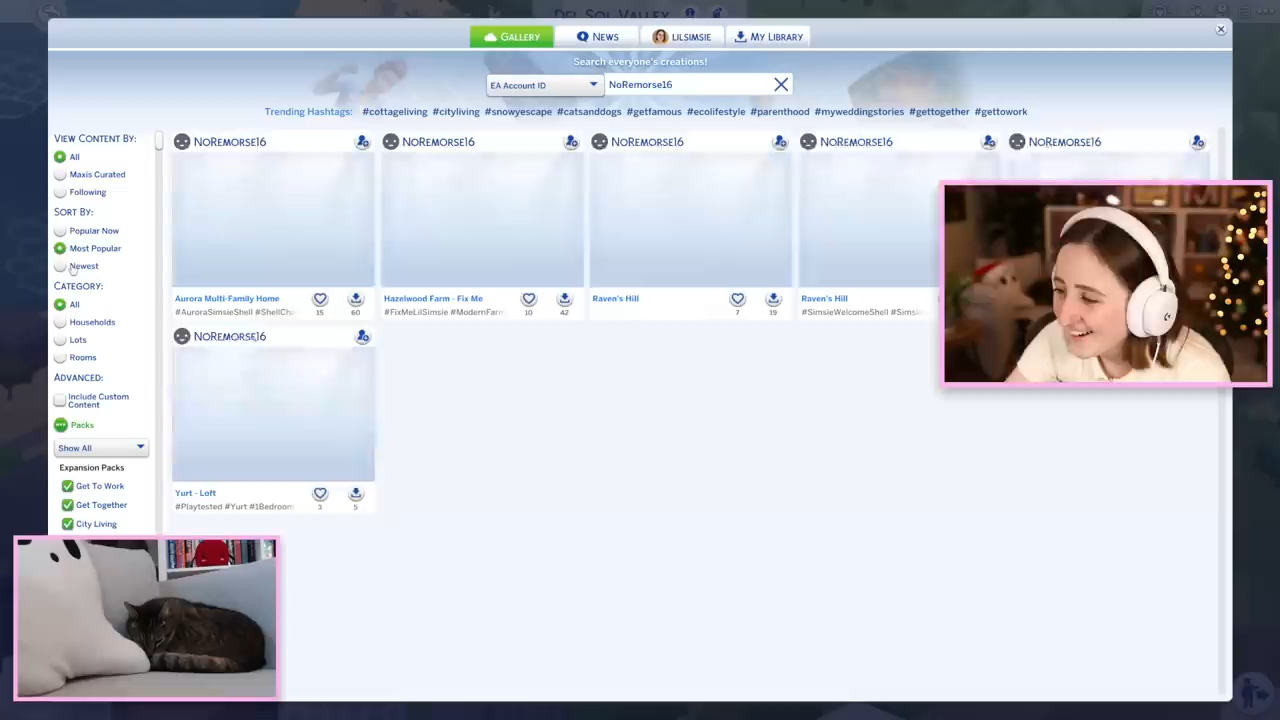 DEL SOL VALLEY
GALLERY
NEWS
LILSIMSIE
MY LIBRARY
Search everyone's creations!
EA Account ID
NoRemorse16
Trending Hashtags: #cottageliving #cityliving #snowyescape #catsanddogs #getfamous #ecolifestyle #parenthood #myweddingstories #gettogether #gettowork
VIEW CONTENT BY:
All
Maxis Curated
Following
SORT BY:
Popular Now
Most Popular
Newest
CATEGORY:
All
Households
Lots
Rooms
ADVANCED:
Include Custom
Content
Packs
Show All
Expansion Packs
Get To Work
Get Together
City Living
NOREMORSE16
NOREMORSE16
NOREMORSE16
NOREMORSE16
NOREMORSE16
Aurora Multi-Family Home
#AuroraSimsieShell #ShellCha
15
60
Hazelwood Farm - Fix Me
#FixMeLilSimsie #ModernFarm
10
42
Raven's Hill
7
19
Raven's Hill
#SimsieWelcomeShell #Simsie
NOREMORSE16
Yurt - Loft
#Playtested #Yurt #1Bedroom
3
5